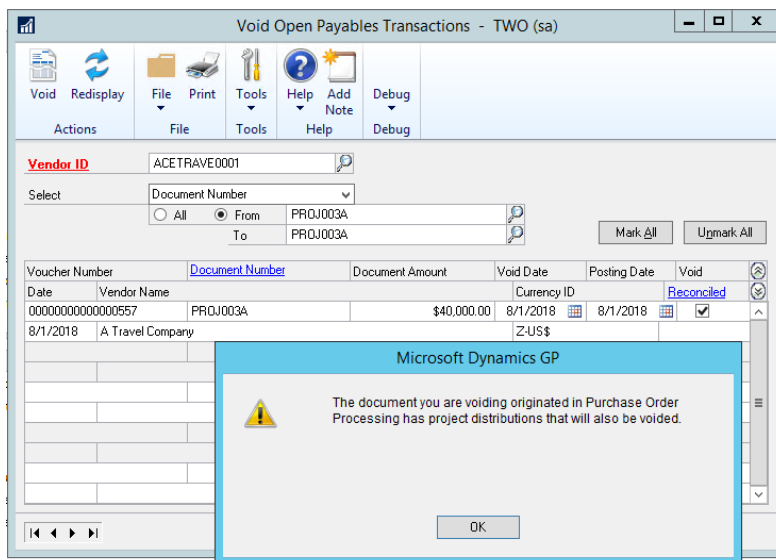 Void Open Payables Transactions - TWO (sa)
Void Redisplay File Print Tools Help Add Note Debug
Actions File Tools Help Debug
Vendor ID ACETRAVE0001
Select Document Number
All From PROJ003A
To PROJ003A
Mark All Unmark All
Voucher Number Document Number Document Amount Void Date Posting Date Void
Date Vendor Name Currency ID Reconciled
00000000000000557 PROJ003A $40,000.00 8/1/2018 8/1/2018
8/1/2018 A Travel Company Z-US$
Microsoft Dynamics GP
The document you are voiding originated in Purchase Order
Processing has project distributions that will also be voided.
OK